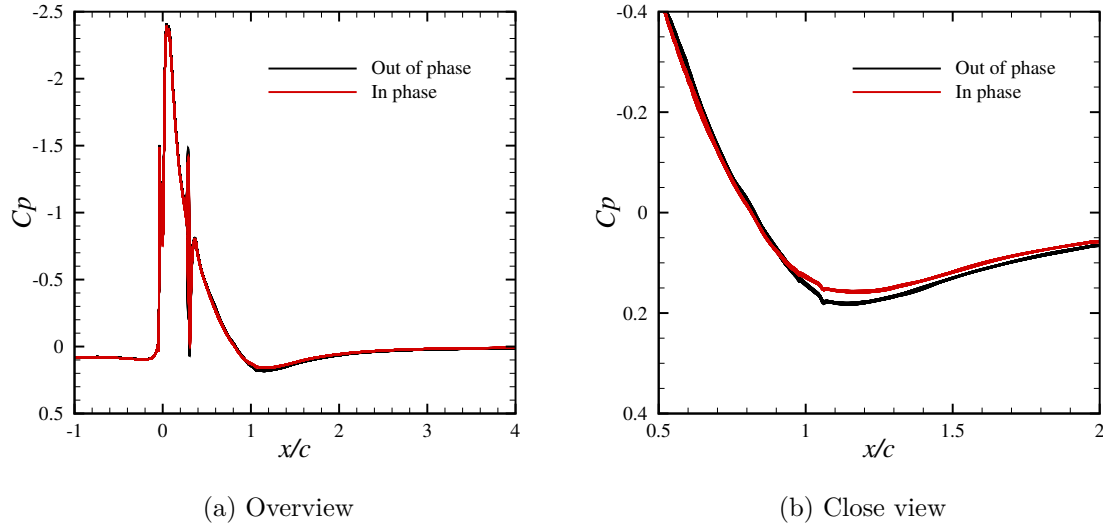 -2.5
-2
-1.5
-1
-0.5
0
0.5
Cp
Out of phase
In phase
-1 0 1 2 3 4
x/c
(a) Overview
-0.4
-0.2
0
0.2
0.4
Cp
Out of phase
In phase
0.5 1 1.5 2
x/c
(b) Close view